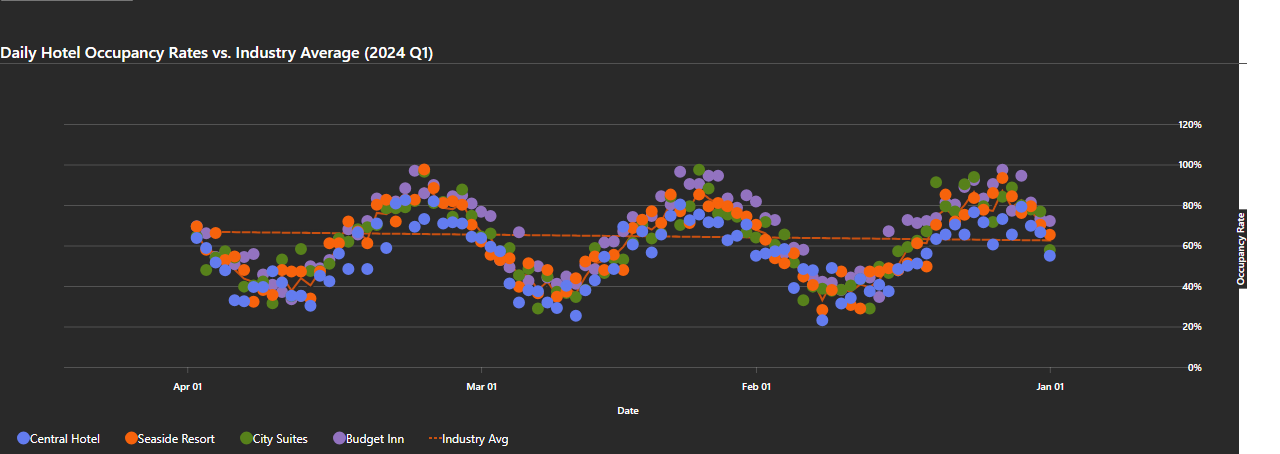 Daily Hotel Occupancy Rates vs. Industry Average (2024 Q1)
120%
100%
80%
60%
40%
20%
0%
Occupancy Rate
Apr 01 Mar 01 Feb 01 Jan 01
Date
Central Hotel Seaside Resort City Suites Budget Inn Industry Avg